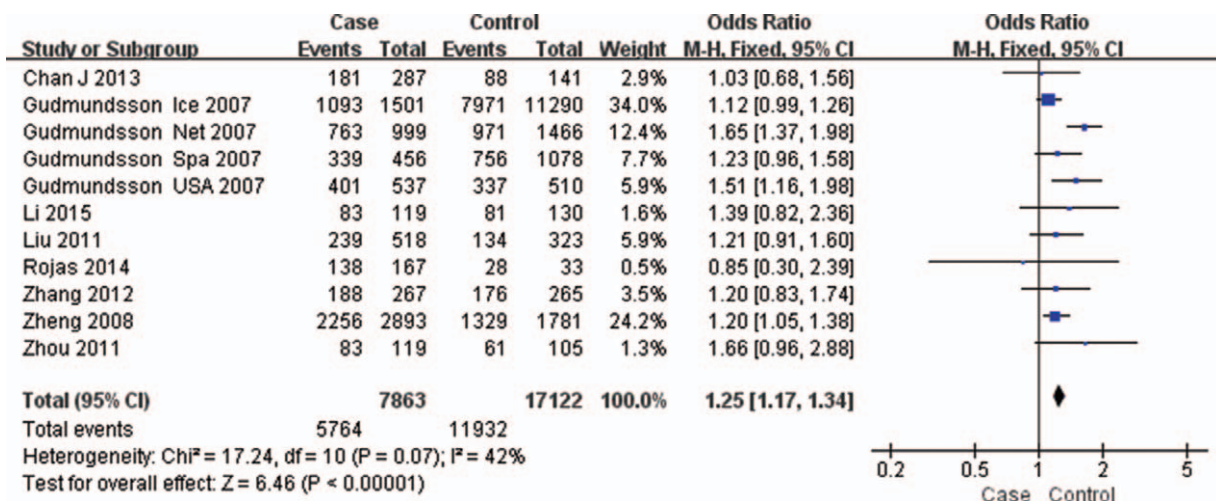 Case Control Odds Ratio Odds Ratio
Study or Subgroup Events Total Events Total Weight M-H, Fixed, 95% CI M-H, Fixed, 95% CI
Chan J 2013 181 287 88 141 2.9% 1.03 [0.68, 1.56]
Gudmundsson Ice 2007 1093 1501 7971 11290 34.0% 1.12 [0.99, 1.26]
Gudmundsson Net 2007 763 999 971 1466 12.4% 1.65 [1.37, 1.98]
Gudmundsson Spa 2007 339 456 756 1078 7.7% 1.23 [0.96, 1.58]
Gudmundsson USA 2007 401 537 337 510 5.9% 1.51 [1.16, 1.98]
Li 2015 83 119 81 130 1.6% 1.39 [0.82, 2.36]
Liu 2011 239 518 134 323 5.9% 1.21 [0.91, 1.60]
Rojas 2014 138 167 28 33 0.5% 0.85 [0.30, 2.39]
Zhang 2012 188 267 176 265 3.5% 1.20 [0.83, 1.74]
Zheng 2008 2256 2893 1329 1781 24.2% 1.20 [1.05, 1.38]
Zhou 2011 83 119 61 105 1.3% 1.66 [0.96, 2.88]
Total (95% CI) 7863 17122 100.0% 1.25 [1.17, 1.34]
Total events 5764 11932
Heterogeneity: Chi² = 17.24, df = 10 (P = 0.07); I² = 42%
Test for overall effect: Z = 6.46 (P < 0.00001)
0.2 0.5 1 2 5
Case Control